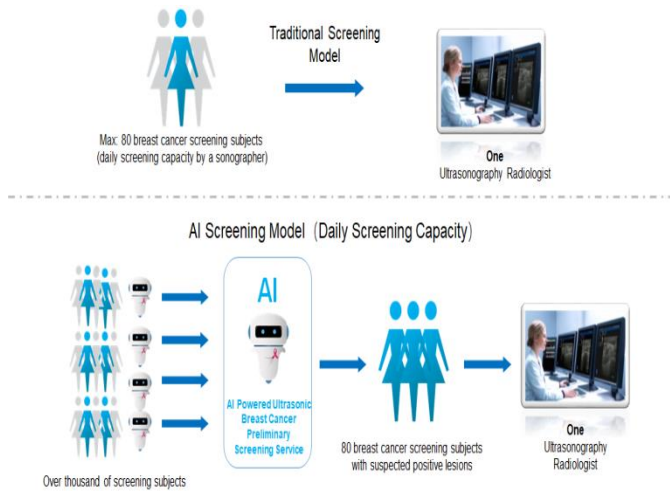 Traditional Screening
Model
Max: 80 breast cancer screening subjects
(daily screening capacity by a sonographer)
One
Ultrasonography Radiologist
AI Screening Model (Daily Screening Capacity)
AI
AI Powered Ultrasonic
Breast Cancer
Preliminary
Screening Service
Over thousand of screening subjects
80 breast cancer screening subjects
with suspected positive lesions
One
Ultrasonography
Radiologist